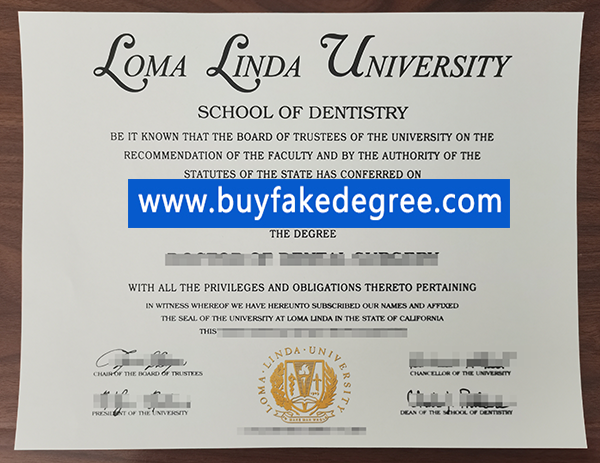 LOMA LINDA UNIVERSITY
SCHOOL OF DENTISTRY
BE IT KNOWN THAT THE BOARD OF TRUSTEES OF THE UNIVERSITY ON THE
RECOMMENDATION OF THE FACULTY AND BY THE AUTHORITY OF THE
STATUTES OF THE STATE HAS CONFERRED ON
www.buyfakedegree.com
THE DEGREE
WITH ALL THE PRIVILEGES AND OBLIGATIONS THERETO PERTAINING
IN WITNESS WHEREOF WE HAVE HEREUNTO SUBSCRIBED OUR NAMES AND AFFIXED
THE SEAL OF THE UNIVERSITY AT LOMA LINDA IN THE STATE OF CALIFORNIA
THIS
CHAIR OF THE BOARD OF TRUSTEES
CHANCELLOR OF THE UNIVERSITY
LOMA·LINDA·UNIVERSITY
PRESIDENT OF THE UNIVERSITY
DEAN OF THE SCHOOL OF DENTISTRY